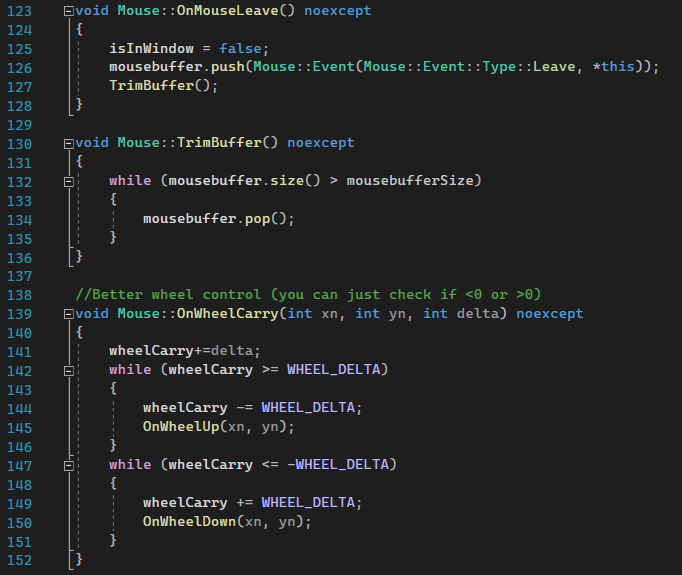 123 void Mouse::OnMouseLeave() noexcept
124 {
125     isInWindow = false;
126     mousebuffer.push(Mouse::Event(Mouse::Event::Type::Leave, *this));
127     TrimBuffer();
128 }
129
130 void Mouse::TrimBuffer() noexcept
131 {
132     while (mousebuffer.size() > mousebufferSize)
133     {
134         mousebuffer.pop();
135     }
136 }
137
138 //Better wheel control (you can just check if <0 or >0)
139 void Mouse::OnWheelCarry(int xn, int yn, int delta) noexcept
140 {
141     wheelCarry+=delta;
142     while (wheelCarry >= WHEEL_DELTA)
143     {
144         wheelCarry -= WHEEL_DELTA;
145         OnWheelUp(xn, yn);
146     }
147     while (wheelCarry <= -WHEEL_DELTA)
148     {
149         wheelCarry += WHEEL_DELTA;
150         OnWheelDown(xn, yn);
151     }
152 }